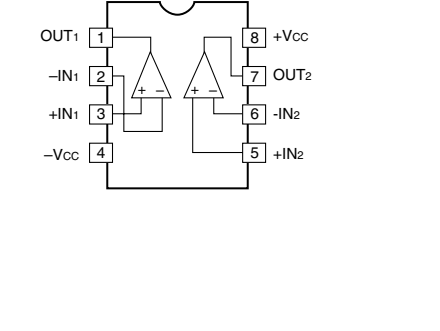 OUT1 1 8 +VCC
–IN1 2 7 OUT2
+IN1 3 6 -IN2
–VCC 4 5 +IN2
+ – + –